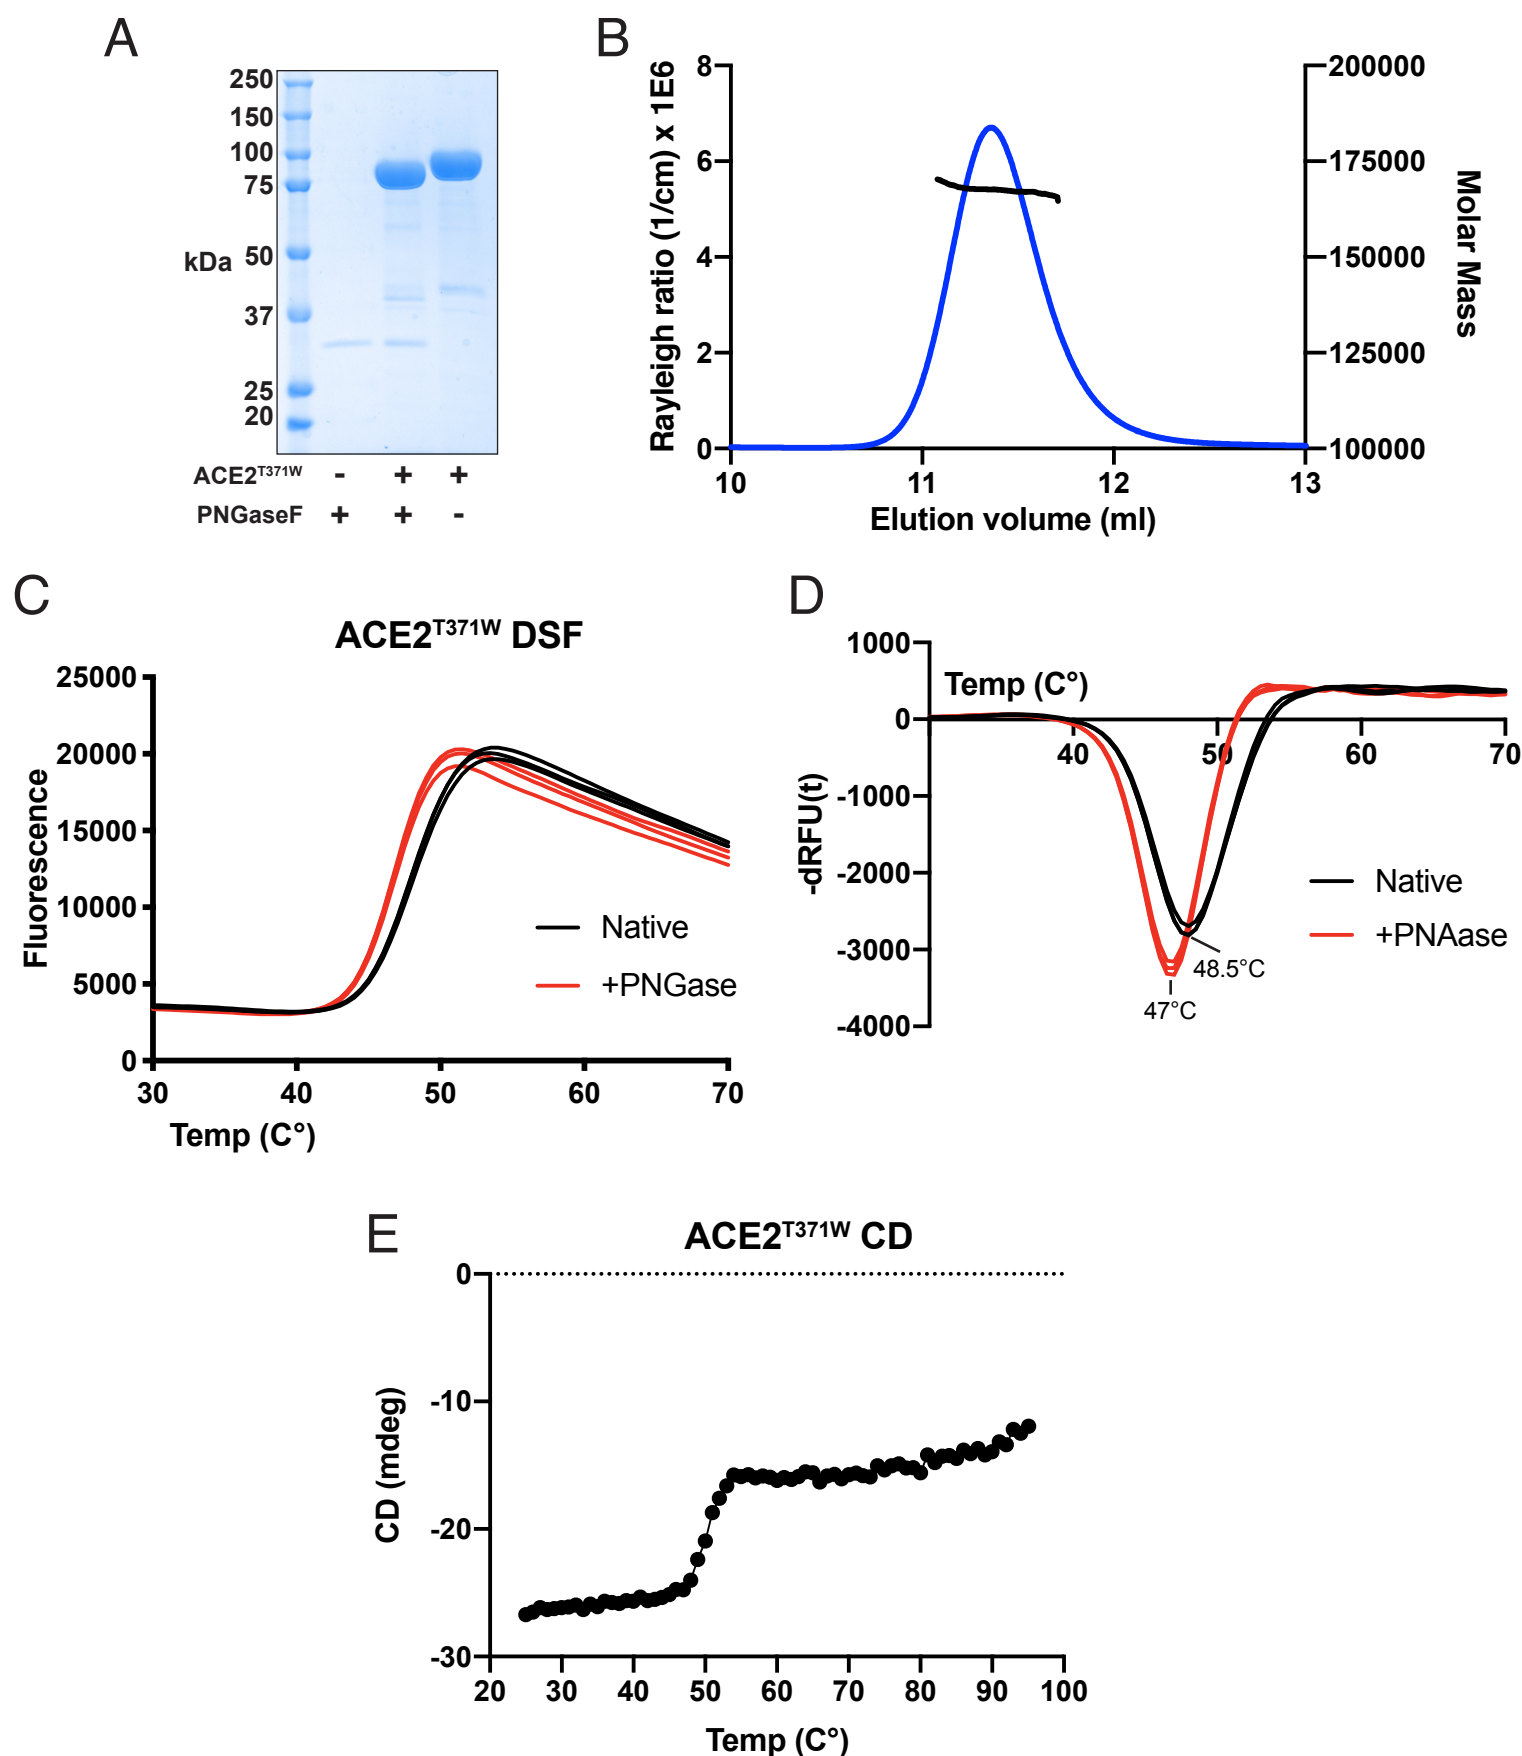 A
250
150
100
75
50
kDa
37
25
20
ACE2T371W - + +
PNGaseF + + -
B
Rayleigh ratio (1/cm) x 1E6
8
6
4
2
0
200000
175000
150000
125000
100000
Molar Mass
10 11 12 13
Elution volume (ml)
C
ACE2T371W DSF
Fluorescence
25000
20000
15000
10000
5000
0
Native
+PNGase
30 40 50 60 70
Temp (C°)
D
-dRFU(t)
1000
0
-1000
-2000
-3000
-4000
Temp (C°)
40 50 60 70
Native
+PNAase
48.5°C
47°C
E
ACE2T371W CD
CD (mdeg)
0
-10
-20
-30
20 30 40 50 60 70 80 90 100
Temp (C°)